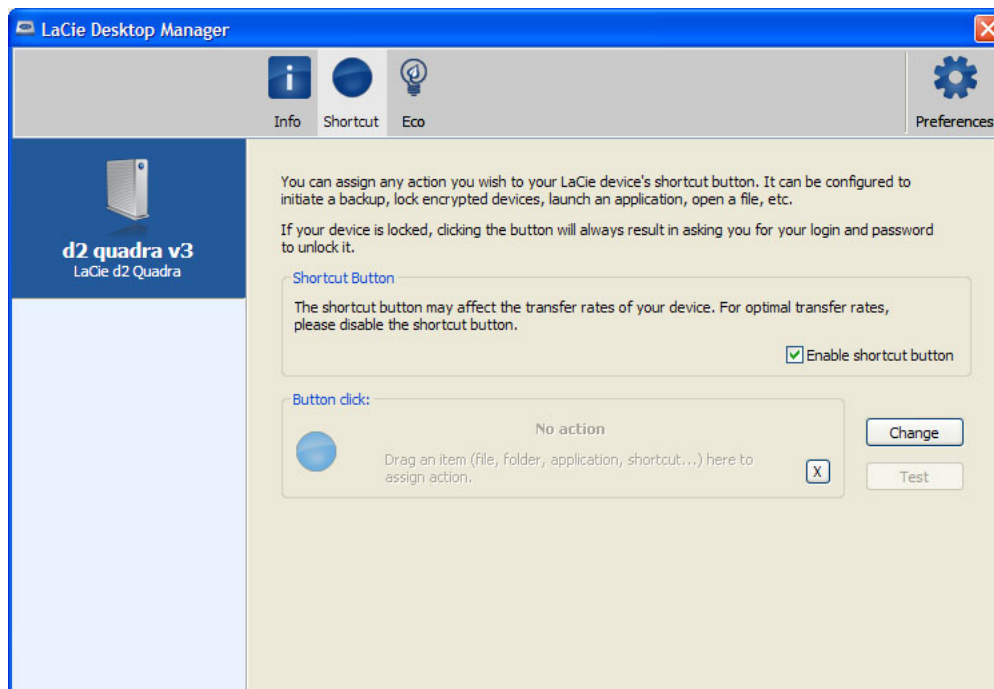 LaCie Desktop Manager
Info
Shortcut
Eco
Preferences
d2 quadra v3
LaCie d2 Quadra
You can assign any action you wish to your LaCie device's shortcut button. It can be configured to
initiate a backup, lock encrypted devices, launch an application, open a file, etc.
If your device is locked, clicking the button will always result in asking you for your login and password
to unlock it.
Shortcut Button
The shortcut button may affect the transfer rates of your device. For optimal transfer rates,
please disable the shortcut button.
Enable shortcut button
Button click:
No action
Drag an item (file, folder, application, shortcut...) here to
assign action.
X
Change
Test